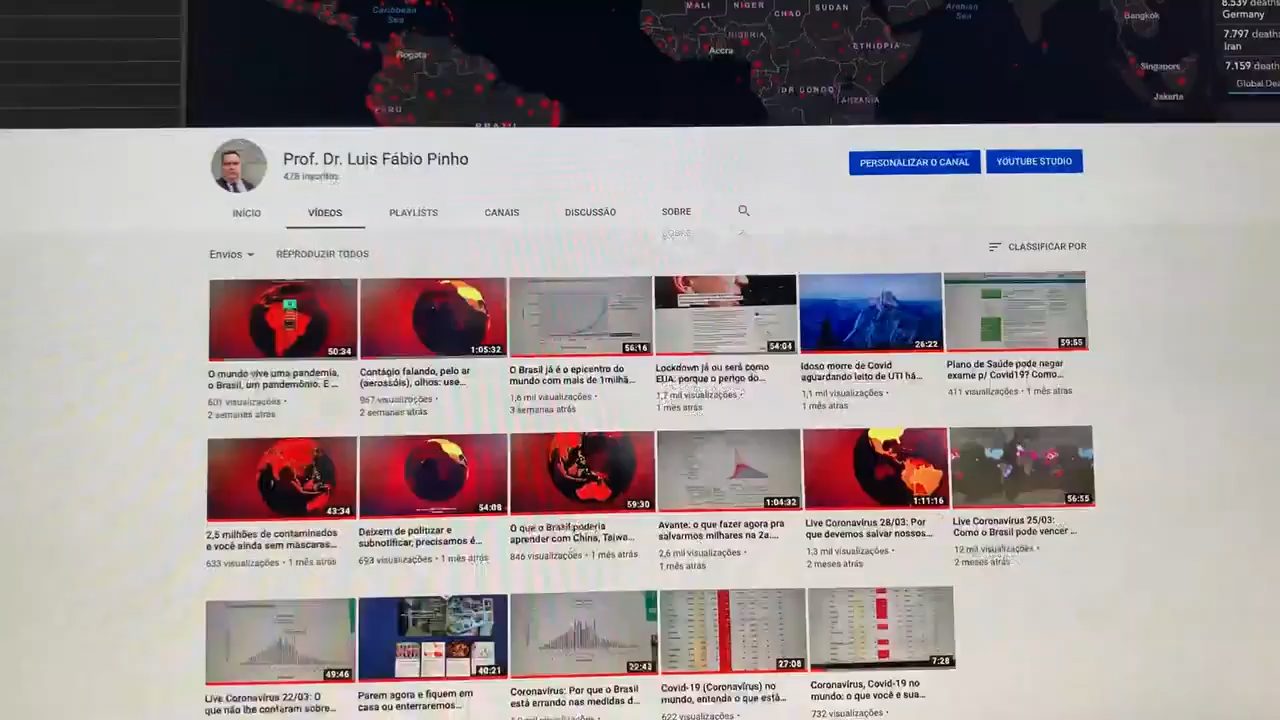 Caribbean
Sea
MALI
NIGER
CHAD
SUDAN
Arabian
Sea
Bangkok
8.539 deaths
Germany
7.797 death
Iran
7.159 death
Global Dea
Bogota
NIGERIA
Accra
ETHIOPIA
DR CONGO
TANZANIA
PERU
BRAZIL
Singapore
Jakarta
Prof. Dr. Luis Fábio Pinho
478 inscritos
PERSONALIZAR O CANAL
YOUTUBE STUDIO
INÍCIO
VÍDEOS
PLAYLISTS
CANAIS
DISCUSSÃO
SOBRE
Envios
REPRODUZIR TODOS
CLASSIFICAR POR
50:34
1:05:32
56:16
54:04
26:22
59:55
O mundo vive uma pandemia,
o Brasil, um pandemônio. E ...
601 visualizações •
2 semanas atrás
Contágio falando, pelo ar
(aerossóis), olhos: use...
957 visualizações •
2 semanas atrás
O Brasil já é o epicentro do
mundo com mais de 1milhã...
1,6 mil visualizações •
3 semanas atrás
Lockdown já ou será como
EUA: porque o perigo do...
1,7 mil visualizações •
1 mês atrás
Idoso morre de Covid
aguardando leito de UTI há...
1,1 mil visualizações •
1 mês atrás
Plano de Saúde pode negar
exame p/ Covid19? Como...
411 visualizações • 1 mês atrás
43:34
54:08
59:30
1:04:32
1:11:16
56:55
2,5 milhões de contaminados
e você ainda sem máscaras...
633 visualizações • 1 mês atrás
Deixem de politizar e
subnotificar, precisamos é...
693 visualizações • 1 mês atrás
O que o Brasil poderia
aprender com China, Taiwa...
846 visualizações • 1 mês atrás
Avante: o que fazer agora pra
salvarmos milhares na 2a....
2,6 mil visualizações •
1 mês atrás
Live Coronavírus 28/03: Por
que devemos salvar nossos...
1,3 mil visualizações •
2 meses atrás
Live Coronavírus 25/03:
Como o Brasil pode vencer ...
12 mil visualizações •
2 meses atrás
49:46
40:21
22:43
27:08
7:28
Live Coronavírus 22/03: O
que não lhe contaram sobre...
Parem agora e fiquem em
casa ou enterraremos...
Coronavírus: Por que o Brasil
está errando nas medidas d...
Covid-19 (Coronavírus) no
mundo, entenda o que está...
622 visualizações •
Coronavírus, Covid-19 no
mundo: o que você e sua...
732 visualizações •